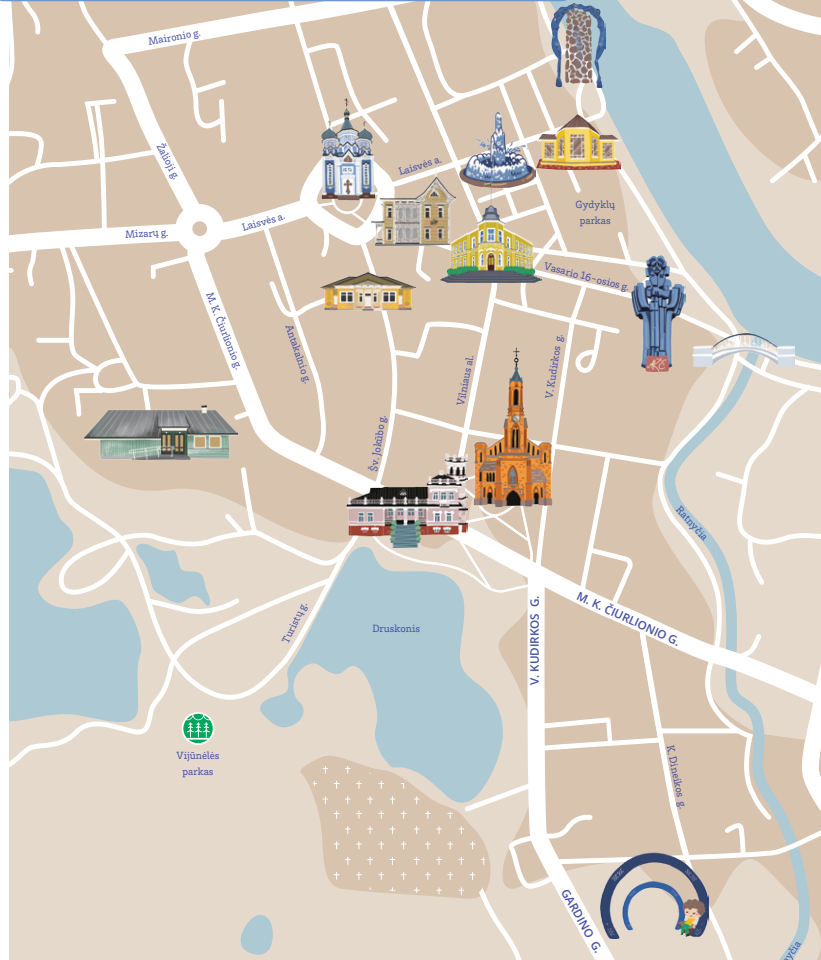 Maironio g.
Žalioji g.
Laisvės a.
Gydyklų
parkas
Mizarų g.
Laisvės a.
Vasario 16-osios g.
M. K. Čiurlionio g.
Antakalnio g.
Vilniaus al.
V. Kudirkos g.
Šv. Jokūbo g.
Ratnyčia
Turistų g.
Druskonis
V. KUDIRKOS G.
M. K. ČIURLIONIO G.
Vijūnėlės
parkas
K. Dineikos g.
GARDINO G.